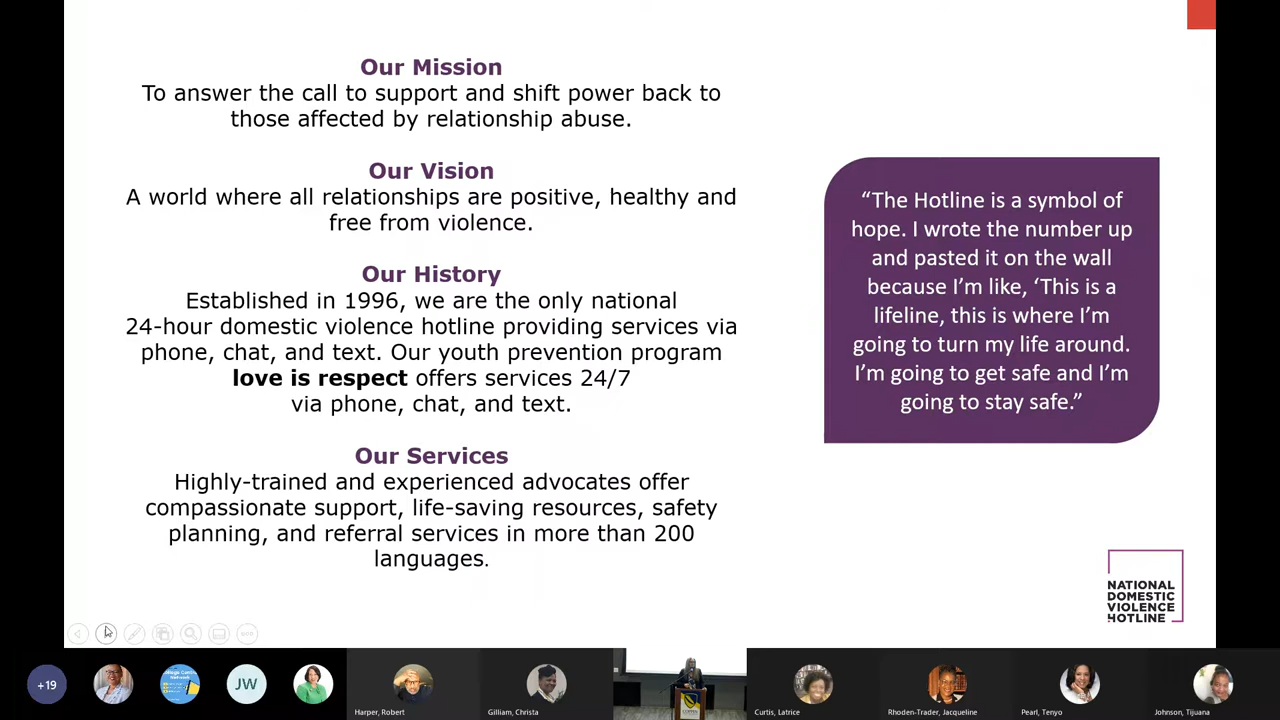 Our Mission
To answer the call to support and shift power back to
those affected by relationship abuse.
Our Vision
A world where all relationships are positive, healthy and
free from violence.
Our History
Established in 1996, we are the only national
24-hour domestic violence hotline providing services via
phone, chat, and text. Our youth prevention program
love is respect offers services 24/7
via phone, chat, and text.
Our Services
Highly-trained and experienced advocates offer
compassionate support, life-saving resources, safety
planning, and referral services in more than 200
languages.
“The Hotline is a symbol of
hope. I wrote the number up
and pasted it on the wall
because I’m like, ‘This is a
lifeline, this is where I’m
going to turn my life around.
I’m going to get safe and I’m
going to stay safe.”
NATIONAL
DOMESTIC
VIOLENCE
HOTLINE
+19
JW
Harper, Robert
Gilliam, Christa
Curtis, Latrice
Rhoden-Trader, Jacqueline
Pearl, Tenyo
Johnson, Tijuana